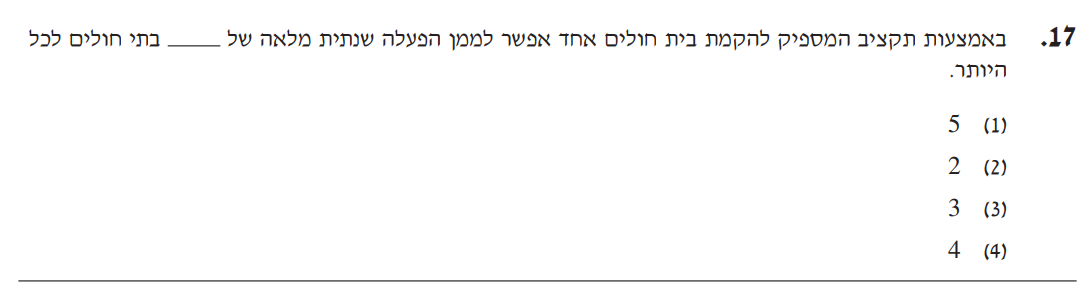 17. באמצעות תקציב המספיק להקמת בית חולים אחד אפשר לממן הפעלה שנתית מלאה של _____ בתי חולים לכל
היותר.
(1) 5
(2) 2
(3) 3
(4) 4